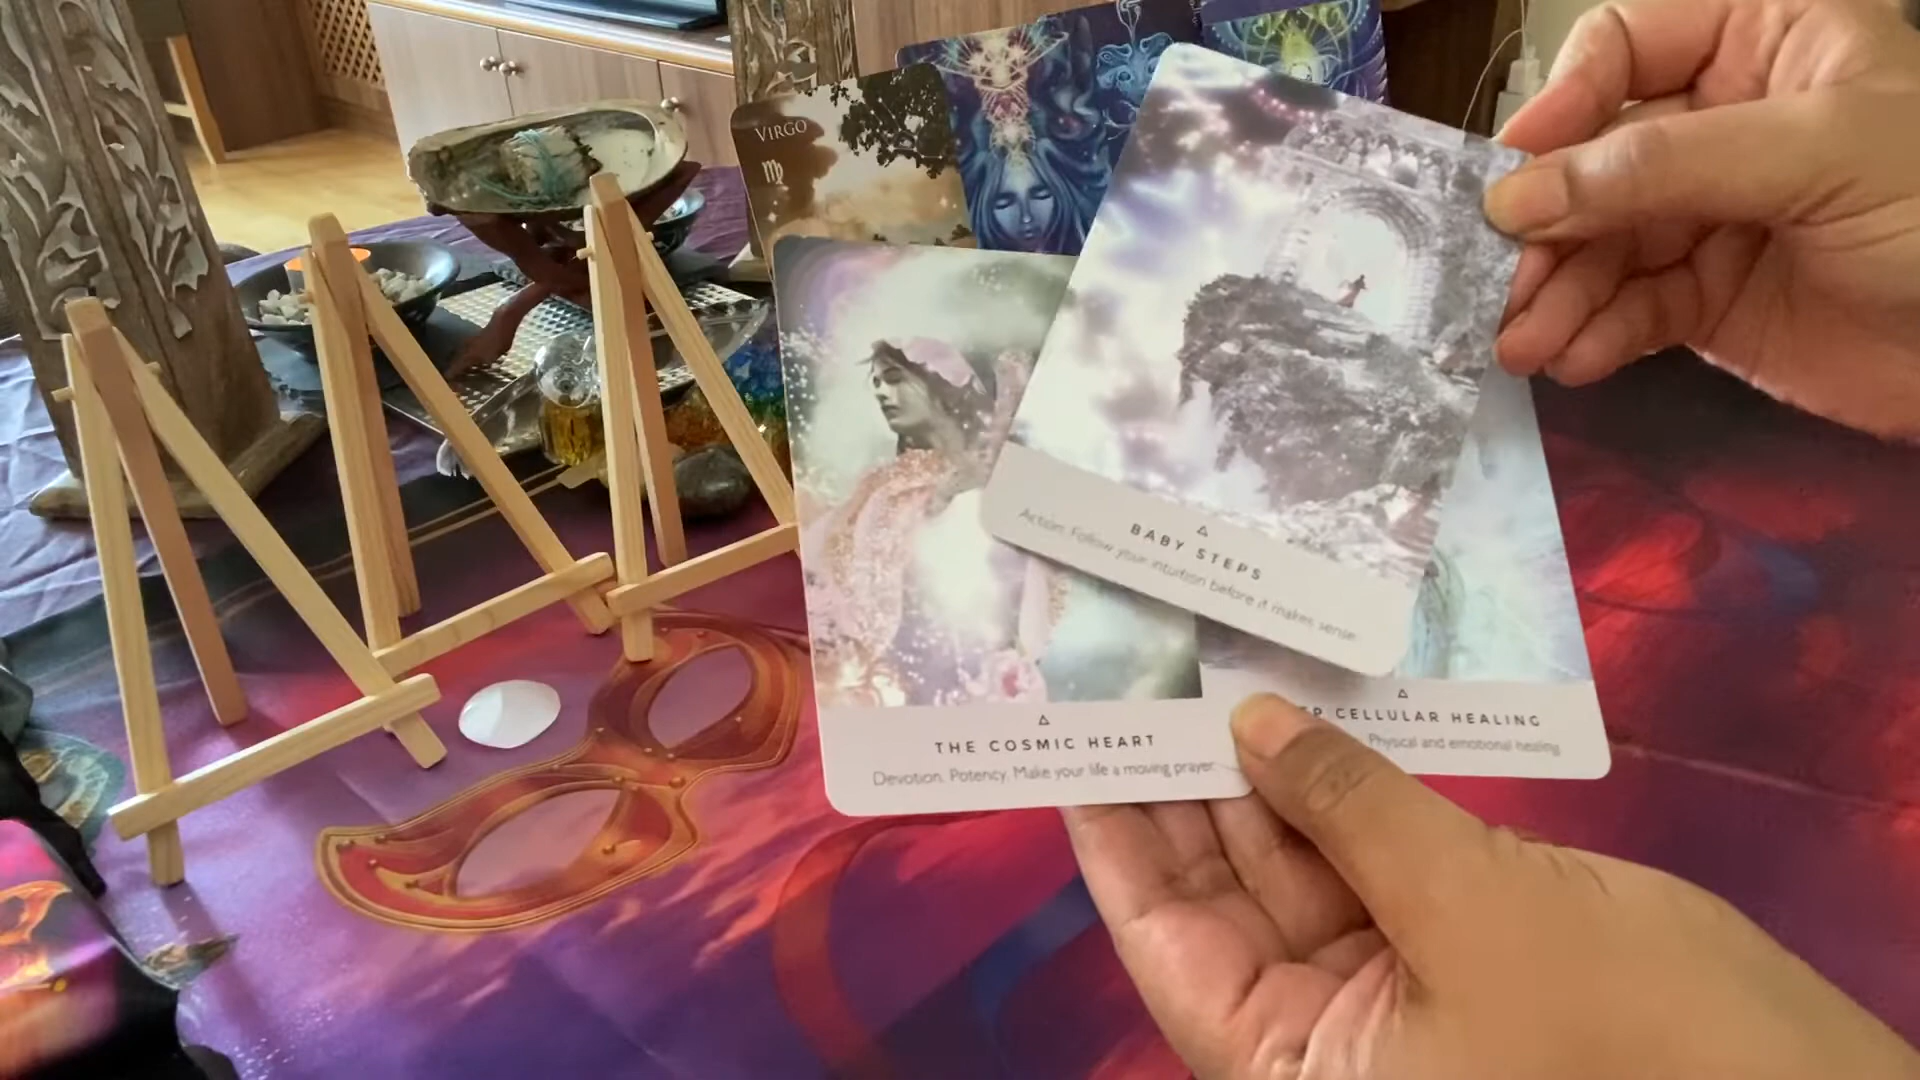 VIRGO
♍
BABY STEPS
Action. Follow your intuition before it makes sense.
THE COSMIC HEART
Devotion. Potency. Make your life a moving prayer.
CELLULAR HEALING
Physical and emotional healing